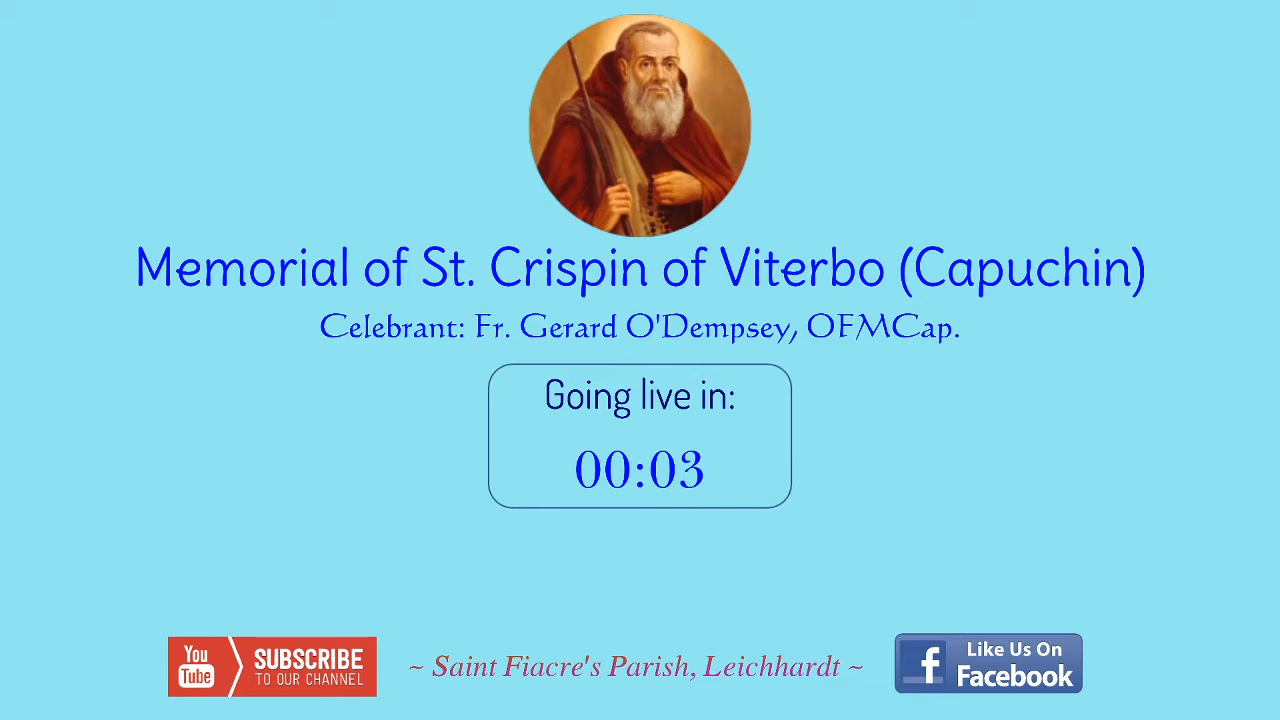 Memorial of St. Crispin of Viterbo (Capuchin)
Celebrant: Fr. Gerard O'Dempsey, OFMCap.
Going live in:
00:03
You
Tube
SUBSCRIBE
TO OUR CHANNEL
~ Saint Fiacre's Parish, Leichhardt ~
f
Like Us On
Facebook